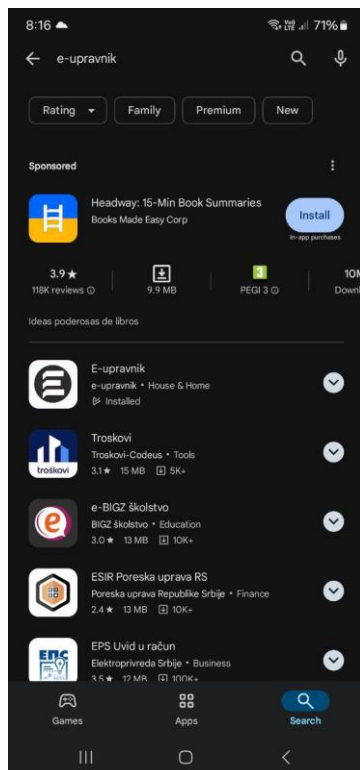 8:16
VoD LTE 71%
e-upravnik
Rating
Family
Premium
New
Sponsored
Headway: 15-Min Book Summaries
Books Made Easy Corp
Install
In-app purchases
3.9★
118K reviews
9.9 MB
3
PEGI 3
10M
Downl
Ideas poderosas de libros
E-upravnik
e-upravnik • House & Home
Installed
Troskovi
Troskovi-Codeus • Tools
3.1★ 15 MB 5K+
troškovi
e-BIGZ školstvo
BIGZ školstvo • Education
3.0★ 13 MB 10K+
ESIR Poreska uprava RS
Poreska uprava Republike Srbije • Finance
2.4★ 13 MB 10K+
EPS Uvid u račun
Elektroprivreda Srbije • Business
3.5★ 12 MB 100K+
ЕПС
Games
Apps
Search